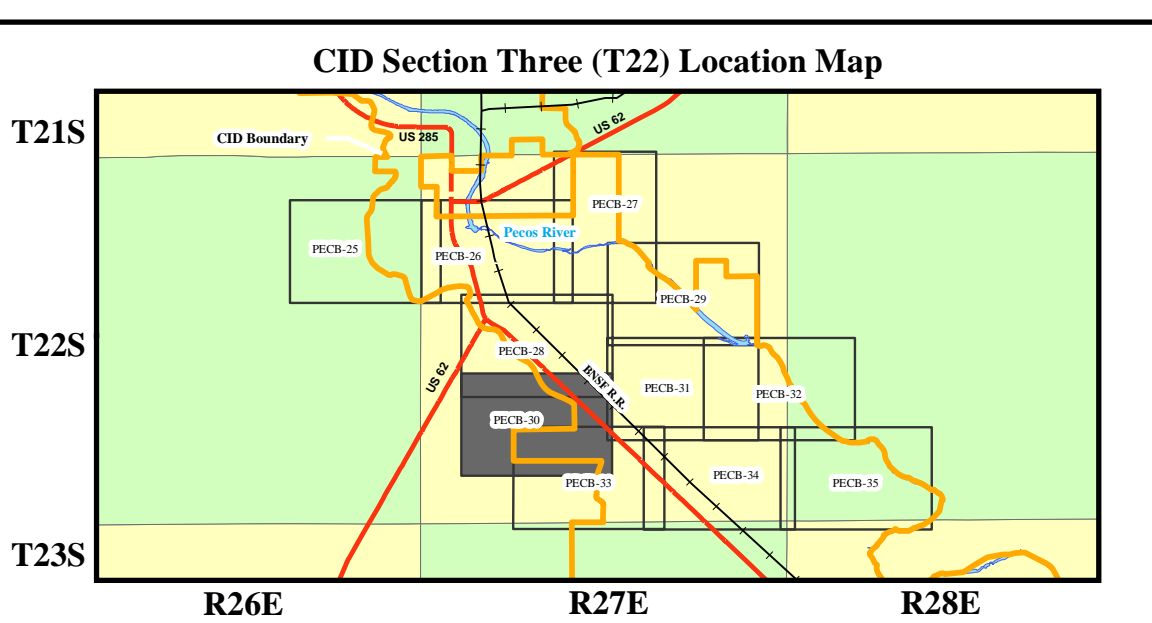 CID Section Three (T22) Location Map
T21S
US 62
US 285
CID Boundary
PECB-27
Pecos River
PECB-25
PECB-26
PECB-29
T22S
PECB-28
US 62
BNSF R.R.
PECB-31
PECB-32
PECB-30
PECB-33
PECB-34
PECB-35
T23S
R26E
R27E
R28E